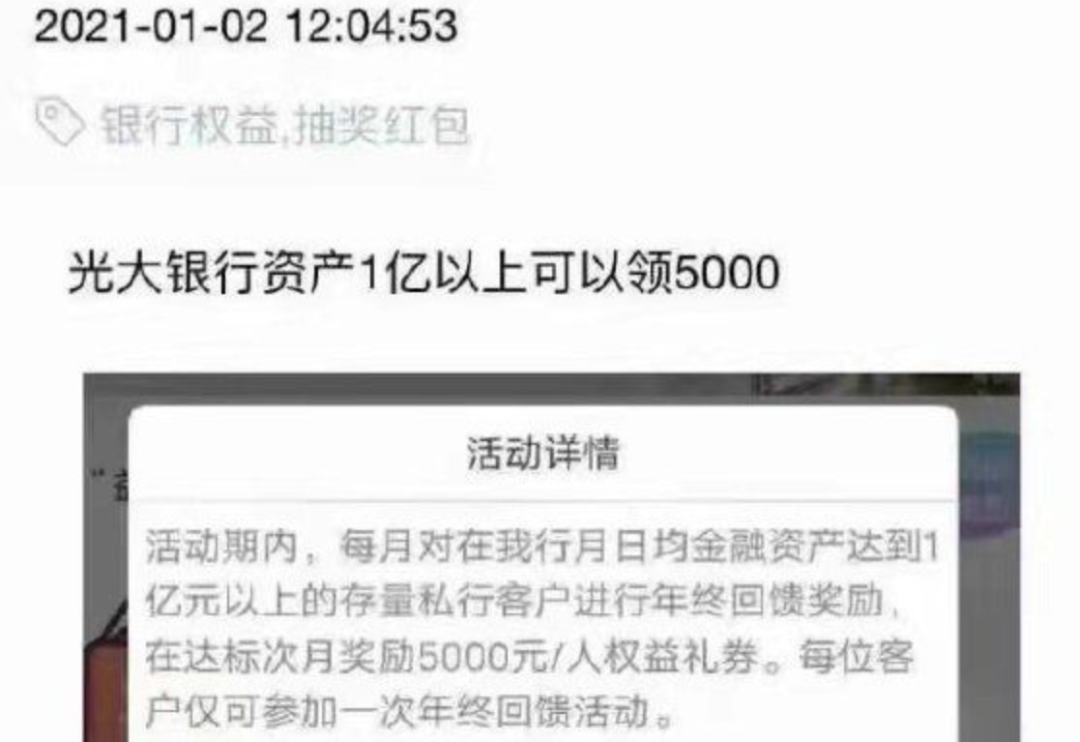 2021-01-02 12:04:53
银行权益,抽奖红包
光大银行资产1亿以上可以领5000
活动详情
活动期内，每月对在我行月日均金融资产达到1
亿元以上的存量私行客户进行年终回馈奖励，
在达标次月奖励5000元/人权益礼券。每位客
户仅可参加一次年终回馈活动。